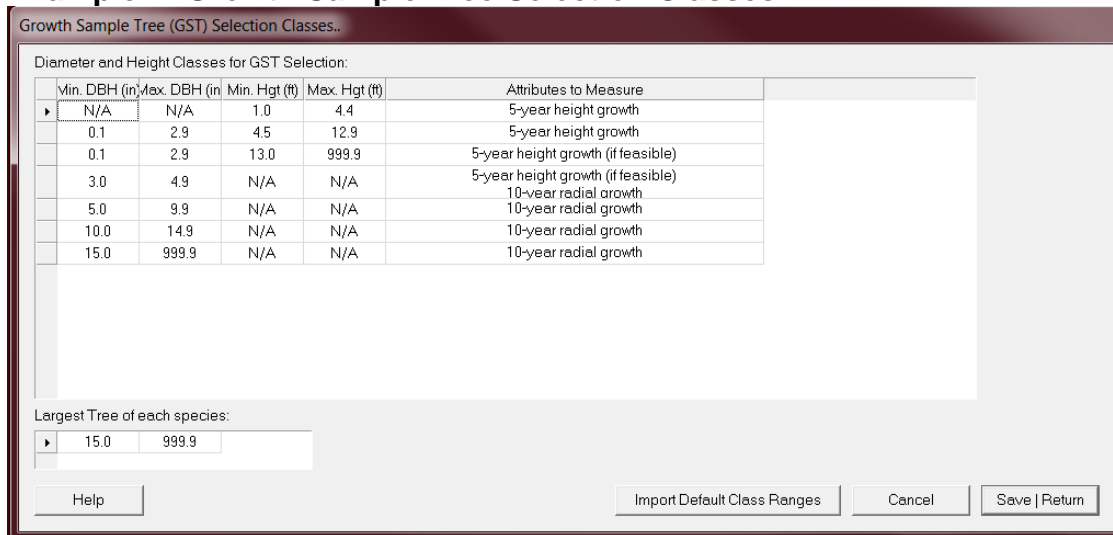 Growth Sample Tree (GST) Selection Classes..
Diameter and Height Classes for GST Selection:
Min. DBH (in) Max. DBH (in Min. Hgt (ft) Max. Hgt (ft) Attributes to Measure
N/A N/A 1.0 4.4 5-year height growth
0.1 2.9 4.5 12.9 5-year height growth
0.1 2.9 13.0 999.9 5-year height growth (if feasible)
3.0 4.9 N/A N/A 5-year height growth (if feasible)
10-year radial growth
5.0 9.9 N/A N/A 10-year radial growth
10.0 14.9 N/A N/A 10-year radial growth
15.0 999.9 N/A N/A 10-year radial growth
Largest Tree of each species:
15.0 999.9
Help Import Default Class Ranges Cancel Save | Return